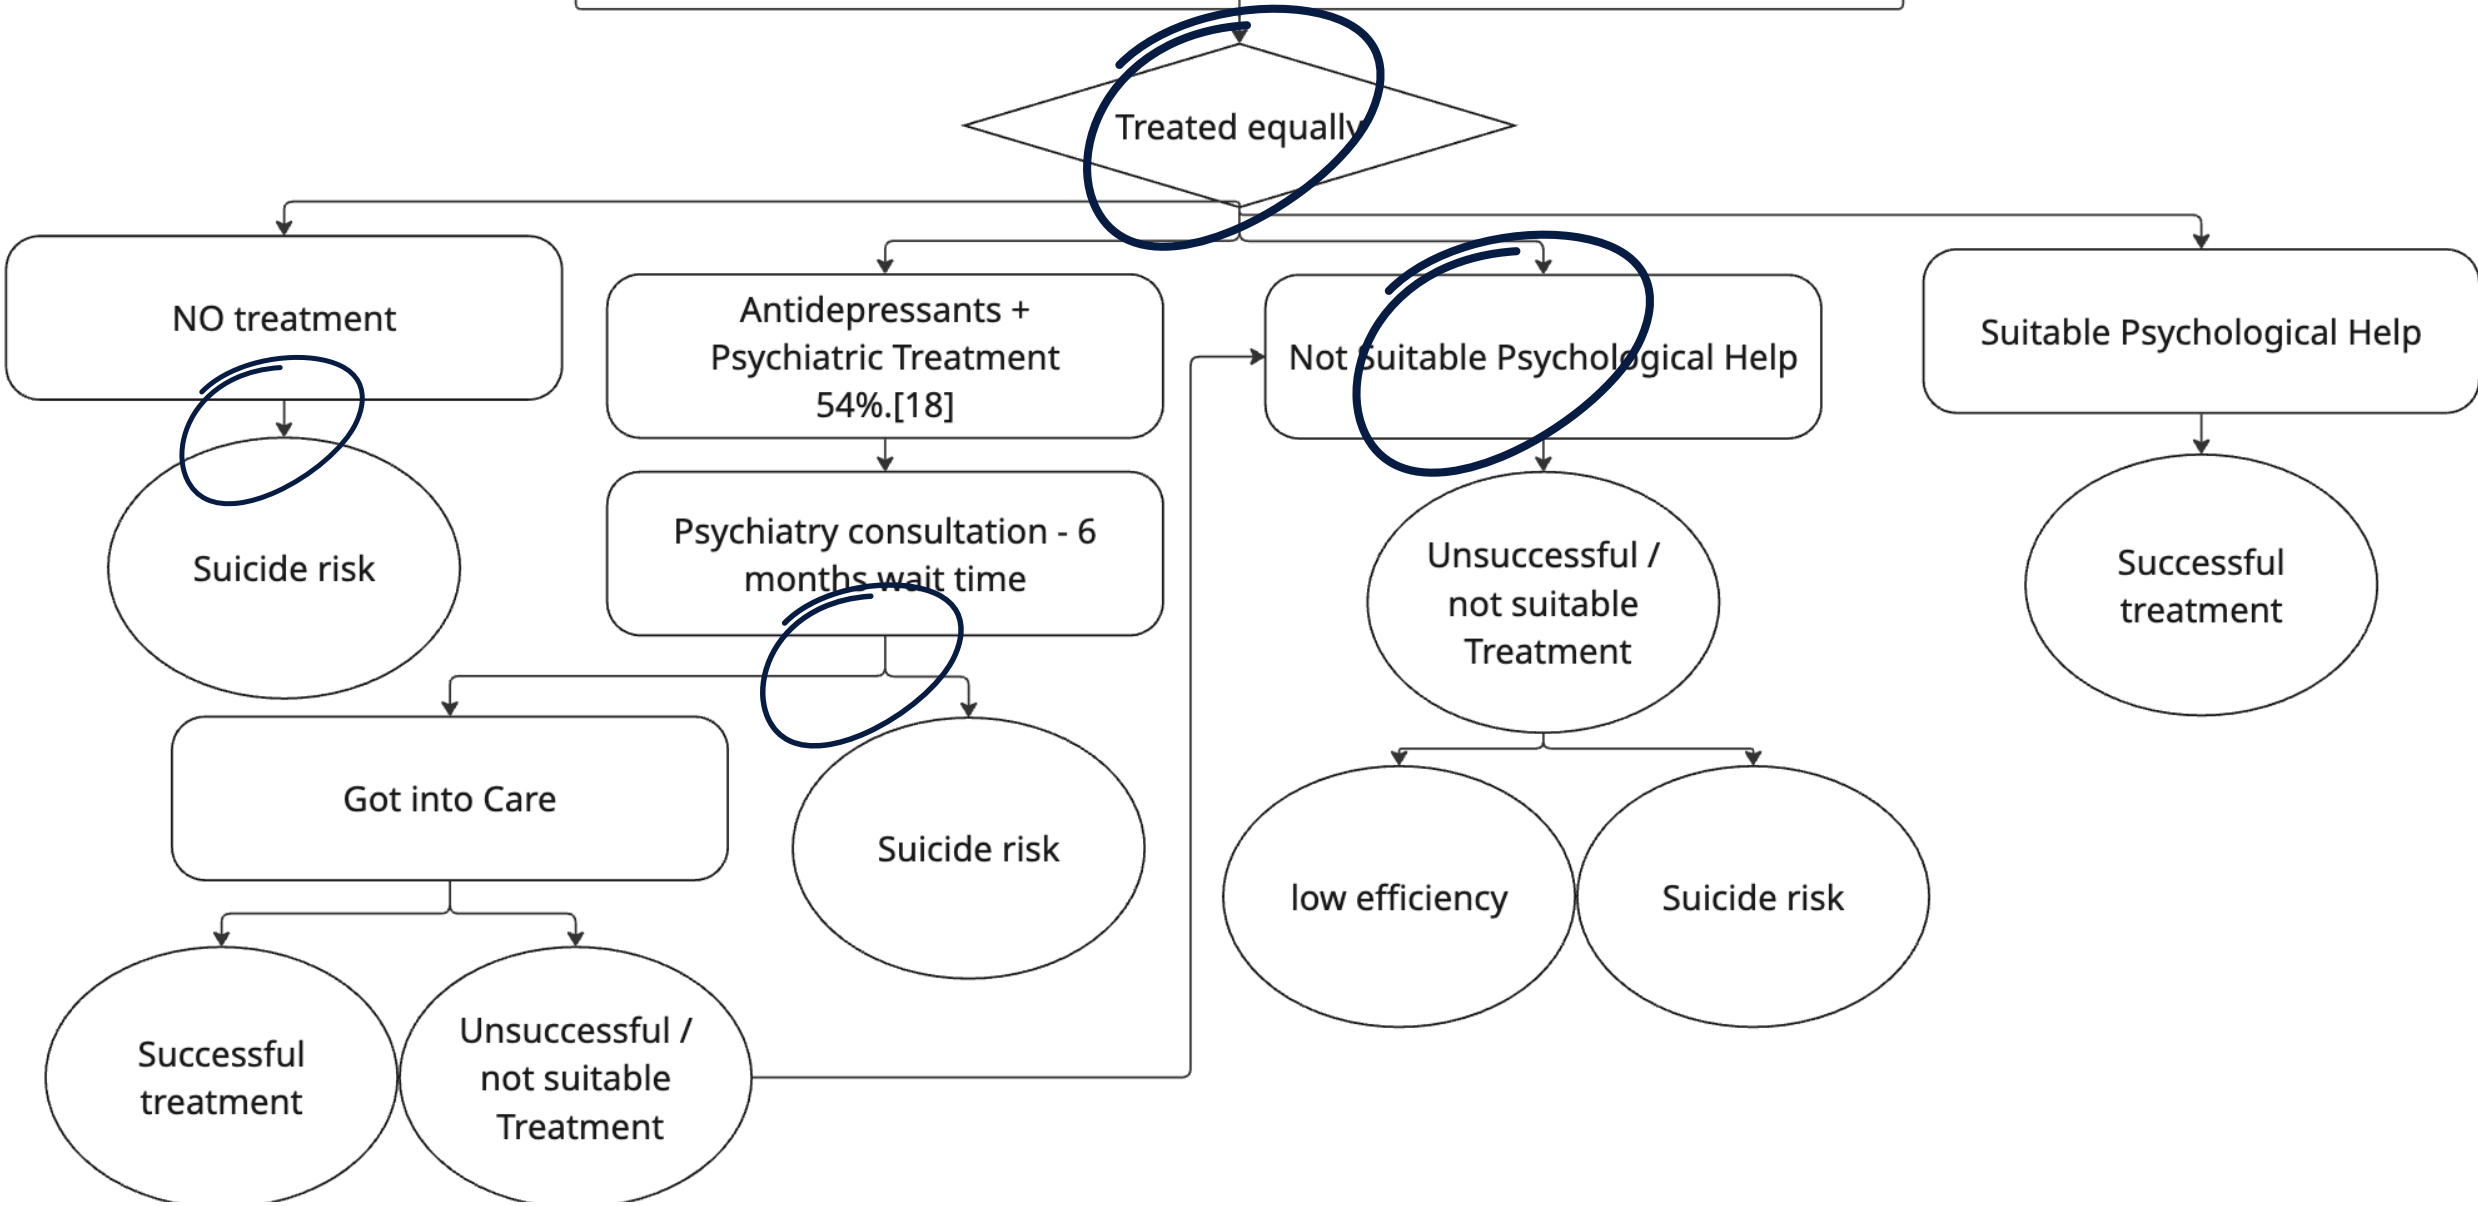 Treated equally
NO treatment
Antidepressants +
Psychiatric Treatment
54%.[18]
Not Suitable Psychological Help
Suitable Psychological Help
Psychiatry consultation - 6
months wait time
Suicide risk
Unsuccessful /
not suitable
Treatment
Successful
treatment
Got into Care
Suicide risk
low efficiency
Suicide risk
Successful
treatment
Unsuccessful /
not suitable
Treatment